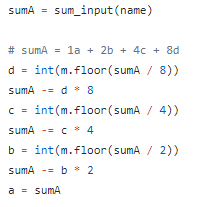 sumA = sum_input(name)
# sumA = 1a + 2b + 4c + 8d
d = int(m.floor(sumA / 8))
sumA -= d * 8
c = int(m.floor(sumA / 4))
sumA -= c * 4
b = int(m.floor(sumA / 2))
sumA -= b * 2
a = sumA